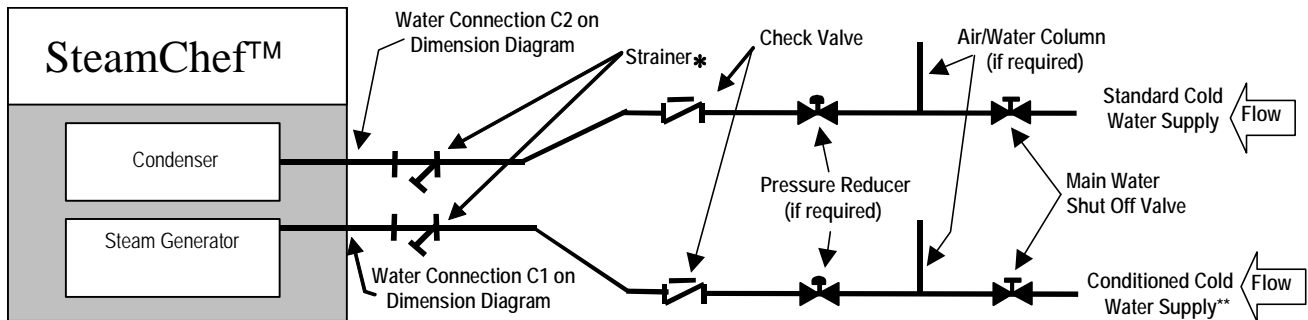 SteamChef™
Condenser
Steam Generator
Water Connection C2 on
Dimension Diagram
Strainer*
Check Valve
Air/Water Column
(if required)
Standard Cold
Water Supply
Flow
Pressure Reducer
(if required)
Main Water
Shut Off Valve
Water Connection C1 on
Dimension Diagram
Conditioned Cold
Water Supply**
Flow